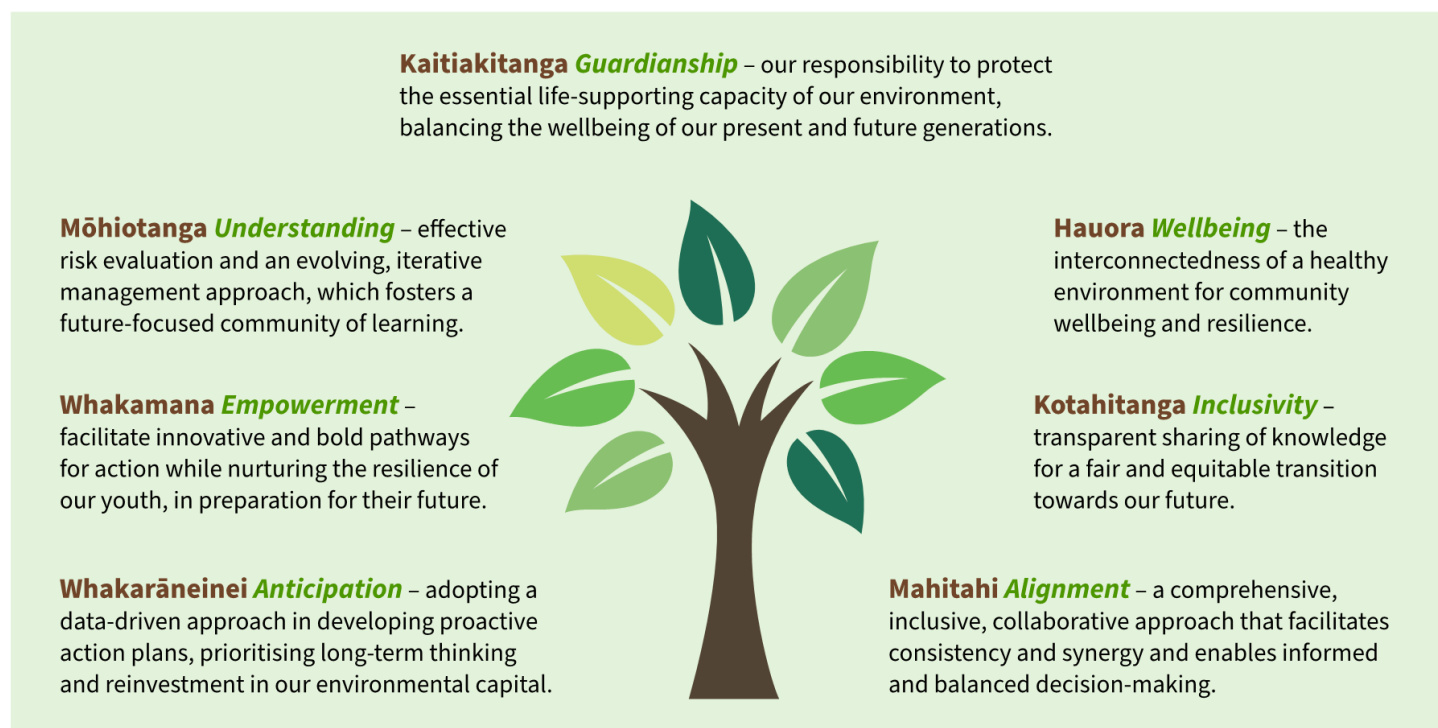 Kaitiakitanga Guardianship – our responsibility to protect
the essential life-supporting capacity of our environment,
balancing the wellbeing of our present and future generations.
Mōhiotanga Understanding – effective
risk evaluation and an evolving, iterative
management approach, which fosters a
future-focused community of learning.
Hauora Wellbeing – the
interconnectedness of a healthy
environment for community
wellbeing and resilience.
Whakamana Empowerment –
facilitate innovative and bold pathways
for action while nurturing the resilience of
our youth, in preparation for their future.
Kotahitanga Inclusivity –
transparent sharing of knowledge
for a fair and equitable transition
towards our future.
Whakarāneinei Anticipation – adopting a
data-driven approach in developing proactive
action plans, prioritising long-term thinking
and reinvestment in our environmental capital.
Mahitahi Alignment – a comprehensive,
inclusive, collaborative approach that facilitates
consistency and synergy and enables informed
and balanced decision-making.